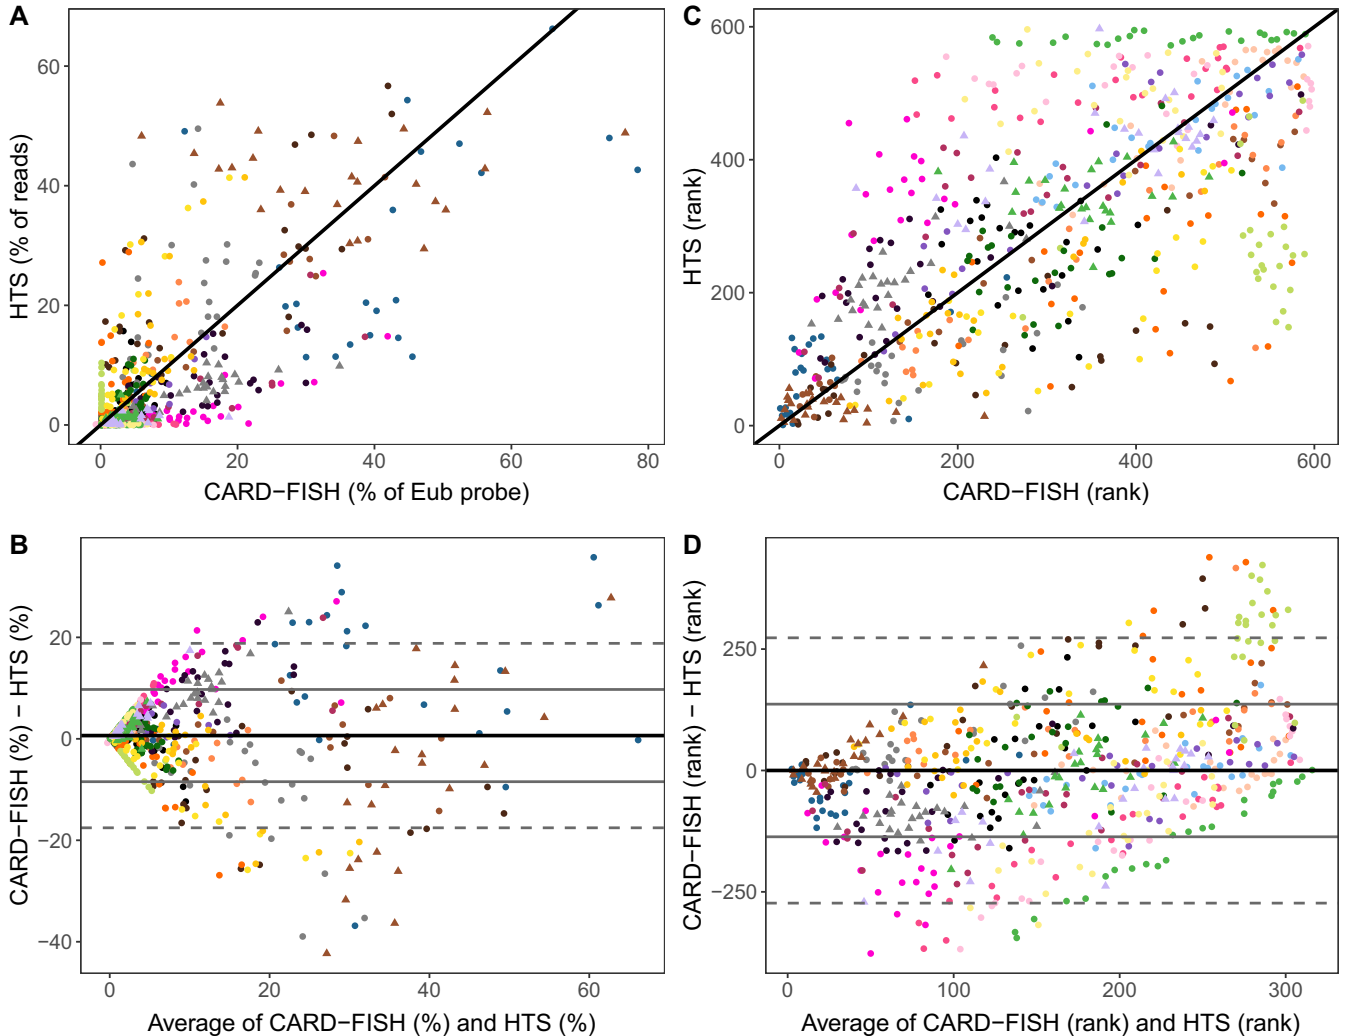 A
HTS (% of reads)
60
40
20
0
0 20 40 60 80
CARD−FISH (% of Eub probe)
C
HTS (rank)
600
400
200
0
0 200 400 600
CARD−FISH (rank)
B
CARD−FISH (%) − HTS (%)
20
0
−20
−40
0 20 40 60
Average of CARD−FISH (%) and HTS (%)
D
CARD−FISH (rank) − HTS (rank)
250
0
−250
0 100 200 300
Average of CARD−FISH (rank) and HTS (rank)